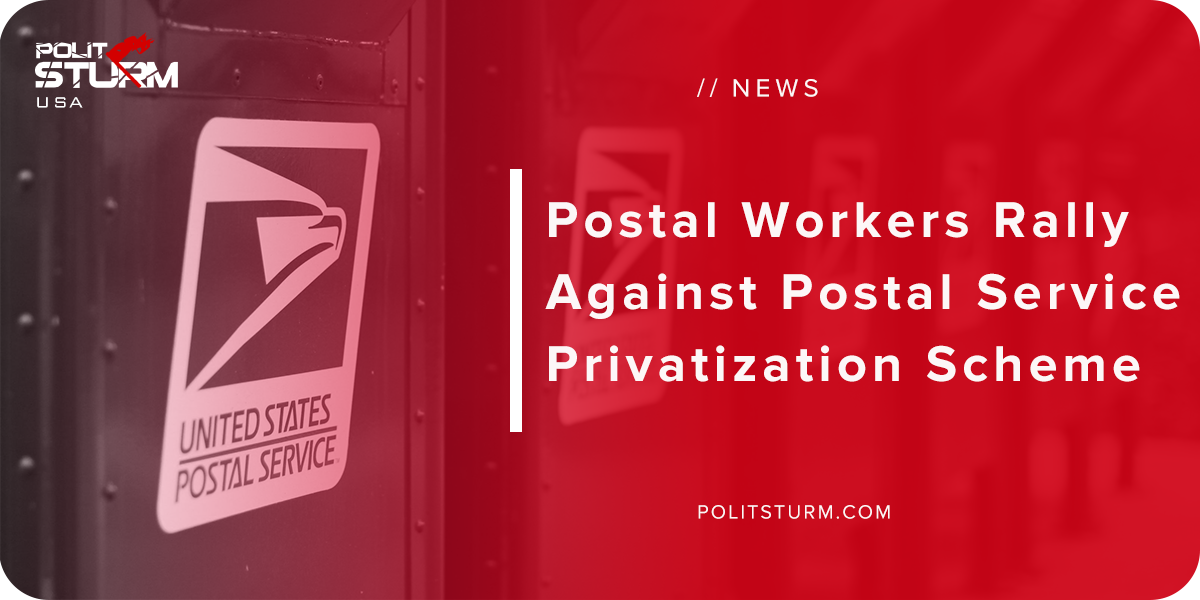 POLIT
STURM
USA
UNITED STATES
POSTAL SERVICE
// NEWS
Postal Workers Rally
Against Postal Service
Privatization Scheme
POLITSTURM.COM